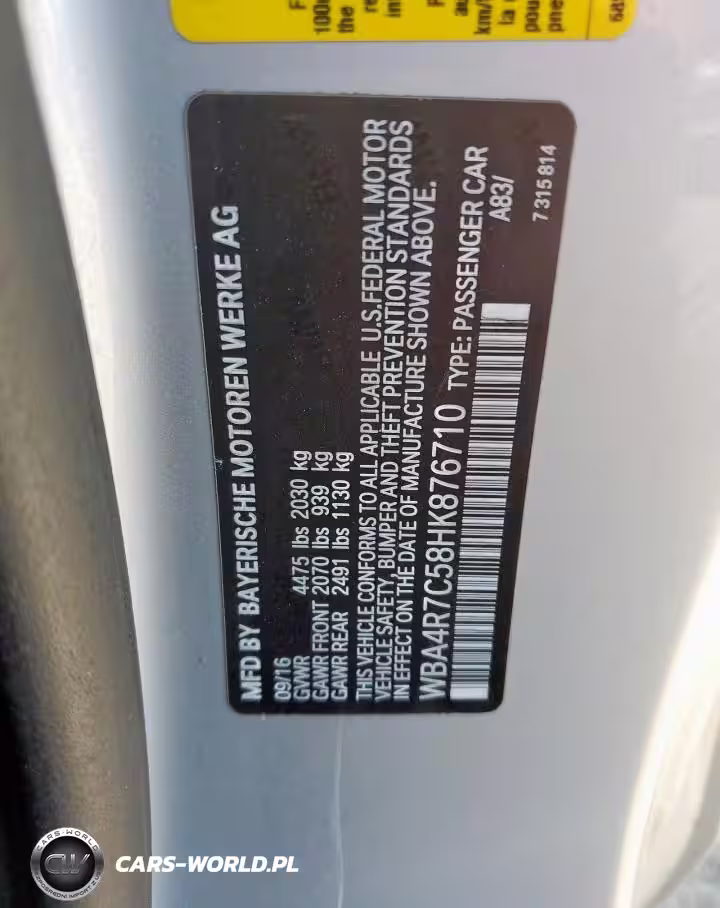 MFD BY BAYERISCHE MOTOREN WERKE AG
09/16
GVWR 4475 lbs 2030 kg
GAWR FRONT 2070 lbs 939 kg
GAWR REAR 2491 lbs 1130 kg
THIS VEHICLE CONFORMS TO ALL APPLICABLE U.S.FEDERAL MOTOR
VEHICLE SAFETY, BUMPER AND THEFT PREVENTION STANDARDS
IN EFFECT ON THE DATE OF MANUFACTURE SHOWN ABOVE.
WBA4R7C58HK876710 TYPE: PASSENGER CAR
A83/
7315814
CARS-WORLD.PL